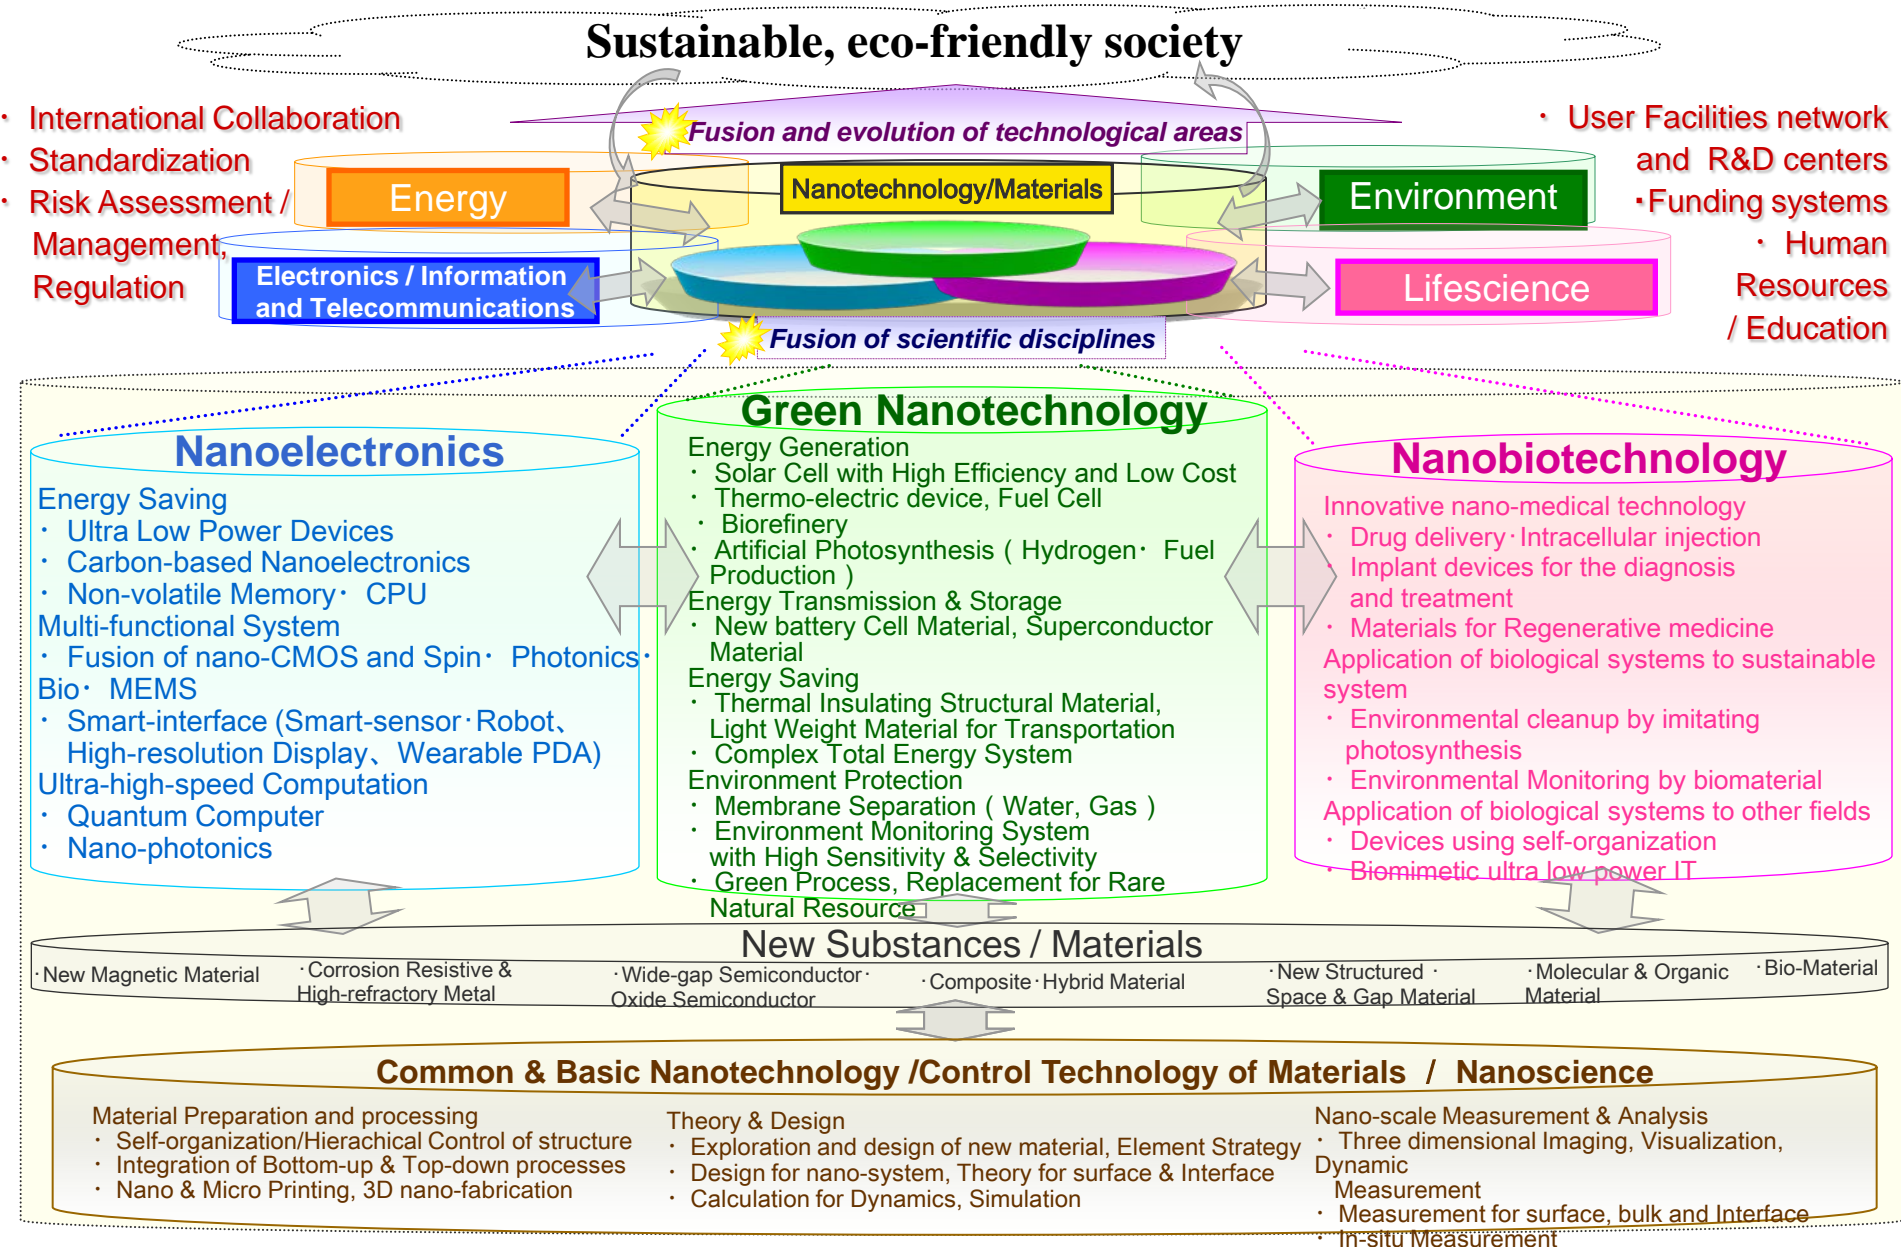 Sustainable, eco-friendly society
・ International Collaboration
・ Standardization
・ Risk Assessment /
Management,
Regulation
Fusion and evolution of technological areas
・ User Facilities network
and R&D centers
・Funding systems
・ Human
Resources
/ Education
Energy
Nanotechnology/Materials
Environment
Electronics / Information
and Telecommunications
Lifescience
Fusion of scientific disciplines
Nanoelectronics
Energy Saving
・ Ultra Low Power Devices
・ Carbon-based Nanoelectronics
・ Non-volatile Memory・ CPU
Multi-functional System
・ Fusion of nano-CMOS and Spin・ Photonics・
Bio・ MEMS
・ Smart-interface (Smart-sensor・Robot、
High-resolution Display、Wearable PDA)
Ultra-high-speed Computation
・ Quantum Computer
・ Nano-photonics
Green Nanotechnology
Energy Generation
・ Solar Cell with High Efficiency and Low Cost
・ Thermo-electric device, Fuel Cell
・ Biorefinery
・ Artificial Photosynthesis ( Hydrogen・ Fuel
Production )
Energy Transmission & Storage
・ New battery Cell Material, Superconductor
Material
Energy Saving
・ Thermal Insulating Structural Material,
Light Weight Material for Transportation
・ Complex Total Energy System
Environment Protection
・ Membrane Separation ( Water, Gas )
・ Environment Monitoring System
with High Sensitivity & Selectivity
・ Green Process, Replacement for Rare
Natural Resource
Nanobiotechnology
Innovative nano-medical technology
・ Drug delivery・Intracellular injection
・ Implant devices for the diagnosis
and treatment
・ Materials for Regenerative medicine
Application of biological systems to sustainable
system
・ Environmental cleanup by imitating
photosynthesis
・ Environmental Monitoring by biomaterial
Application of biological systems to other fields
・ Devices using self-organization
・ Biomimetic ultra low power IT
New Substances / Materials
・New Magnetic Material
・Corrosion Resistive &
High-refractory Metal
・Wide-gap Semiconductor・
Oxide Semiconductor
・Composite・Hybrid Material
・New Structured ・
Space & Gap Material
・Molecular & Organic
Material
・Bio-Material
Common & Basic Nanotechnology /Control Technology of Materials / Nanoscience
Material Preparation and processing
・ Self-organization/Hierachical Control of structure
・ Integration of Bottom-up & Top-down processes
・ Nano & Micro Printing, 3D nano-fabrication
Theory & Design
・ Exploration and design of new material, Element Strategy
・ Design for nano-system, Theory for surface & Interface
・ Calculation for Dynamics, Simulation
Nano-scale Measurement & Analysis
・ Three dimensional Imaging, Visualization,
Dynamic
Measurement
・ Measurement for surface, bulk and Interface
・ In-situ Measurement